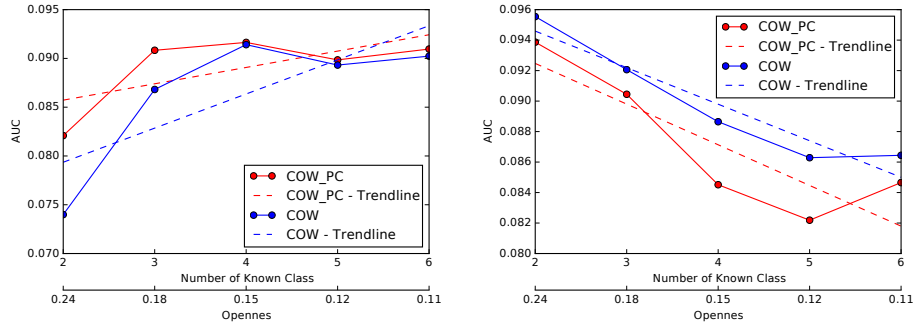 0.095
0.090
0.085
0.080
0.075
0.070
AUC
COW_PC
COW_PC - Trendline
COW
COW - Trendline
2 3 4 5 6
Number of Known Class
0.24 0.18 0.15 0.12 0.11
Opennes
0.096
0.094
0.092
0.090
0.088
0.086
0.084
0.082
0.080
AUC
COW_PC
COW_PC - Trendline
COW
COW - Trendline
2 3 4 5 6
Number of Known Class
0.24 0.18 0.15 0.12 0.11
Opennes